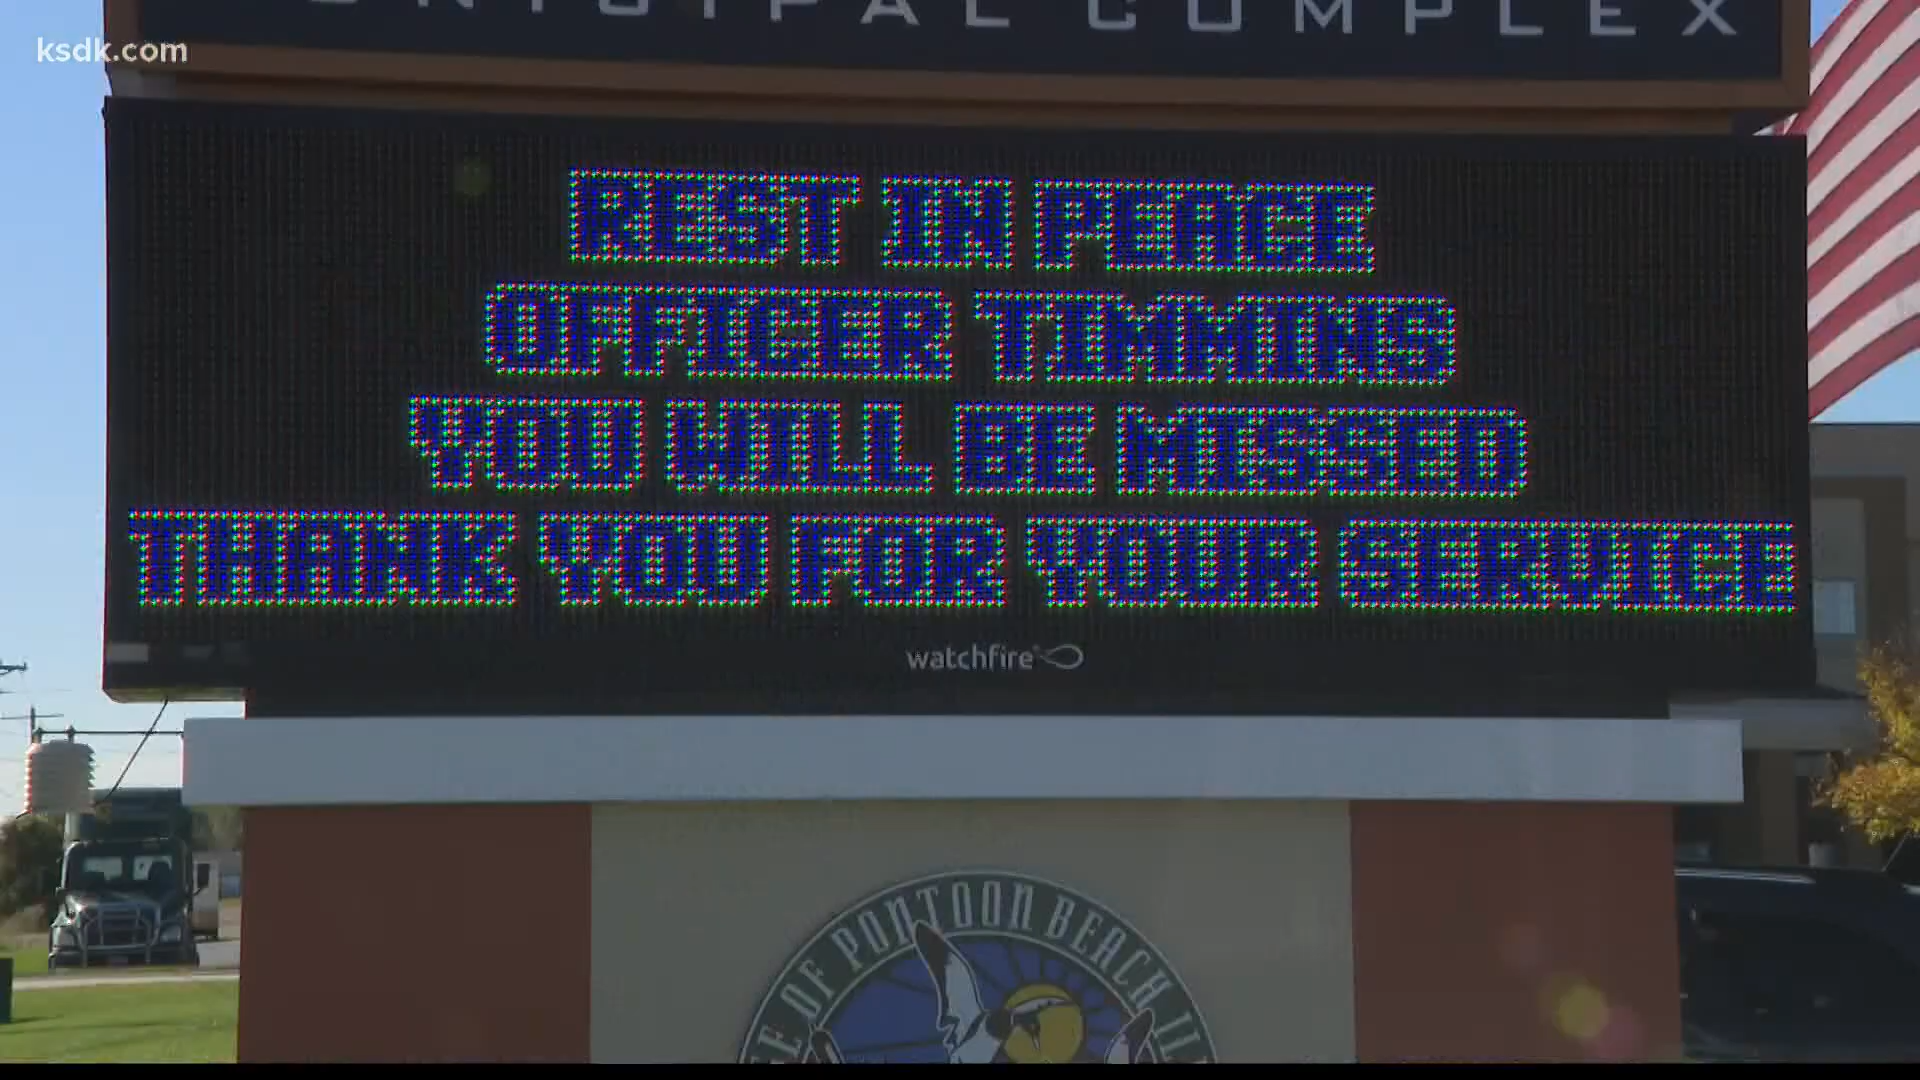 ksdk.com
COMPLEX
REST IN PEACE
OFFICER TIMMINS
YOU WILL BE MISSED
THANK YOU FOR YOUR SERVICE
watchfire
OF PONTOON BEACH